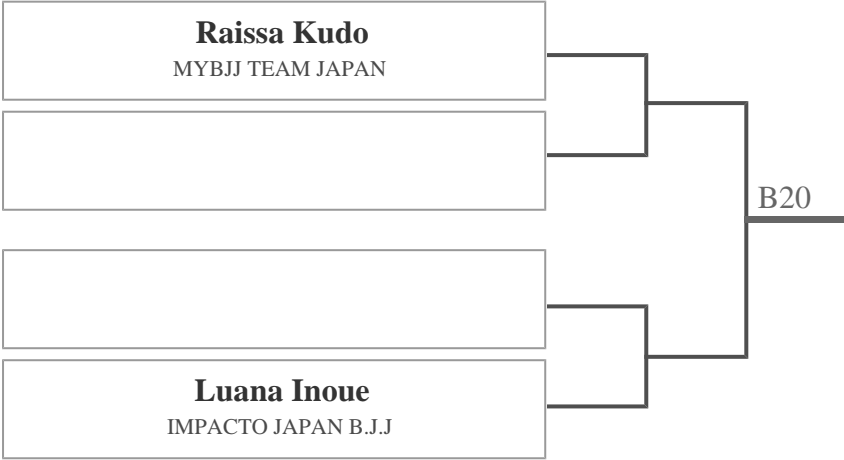 Raissa Kudo
MYBJJ TEAM JAPAN
B20
Luana Inoue
IMPACTO JAPAN B.J.J